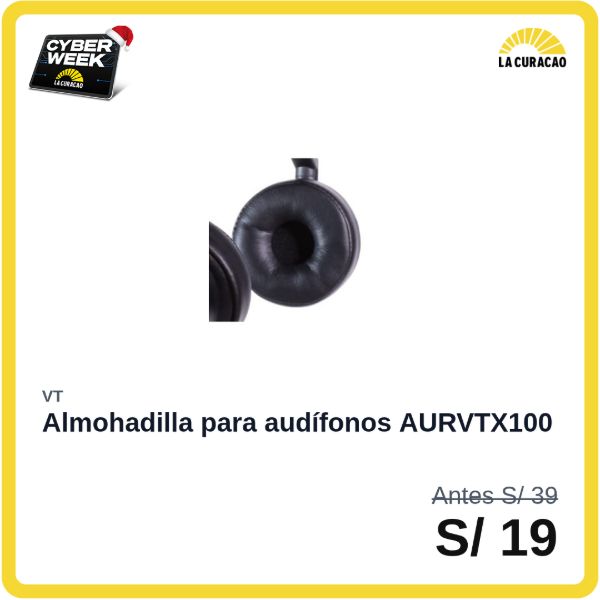 CYBER
WEEK
LA CURACAO
LA CURACAO
VT
Almohadilla para audífonos AURVTX100
Antes S/ 39
S/ 19